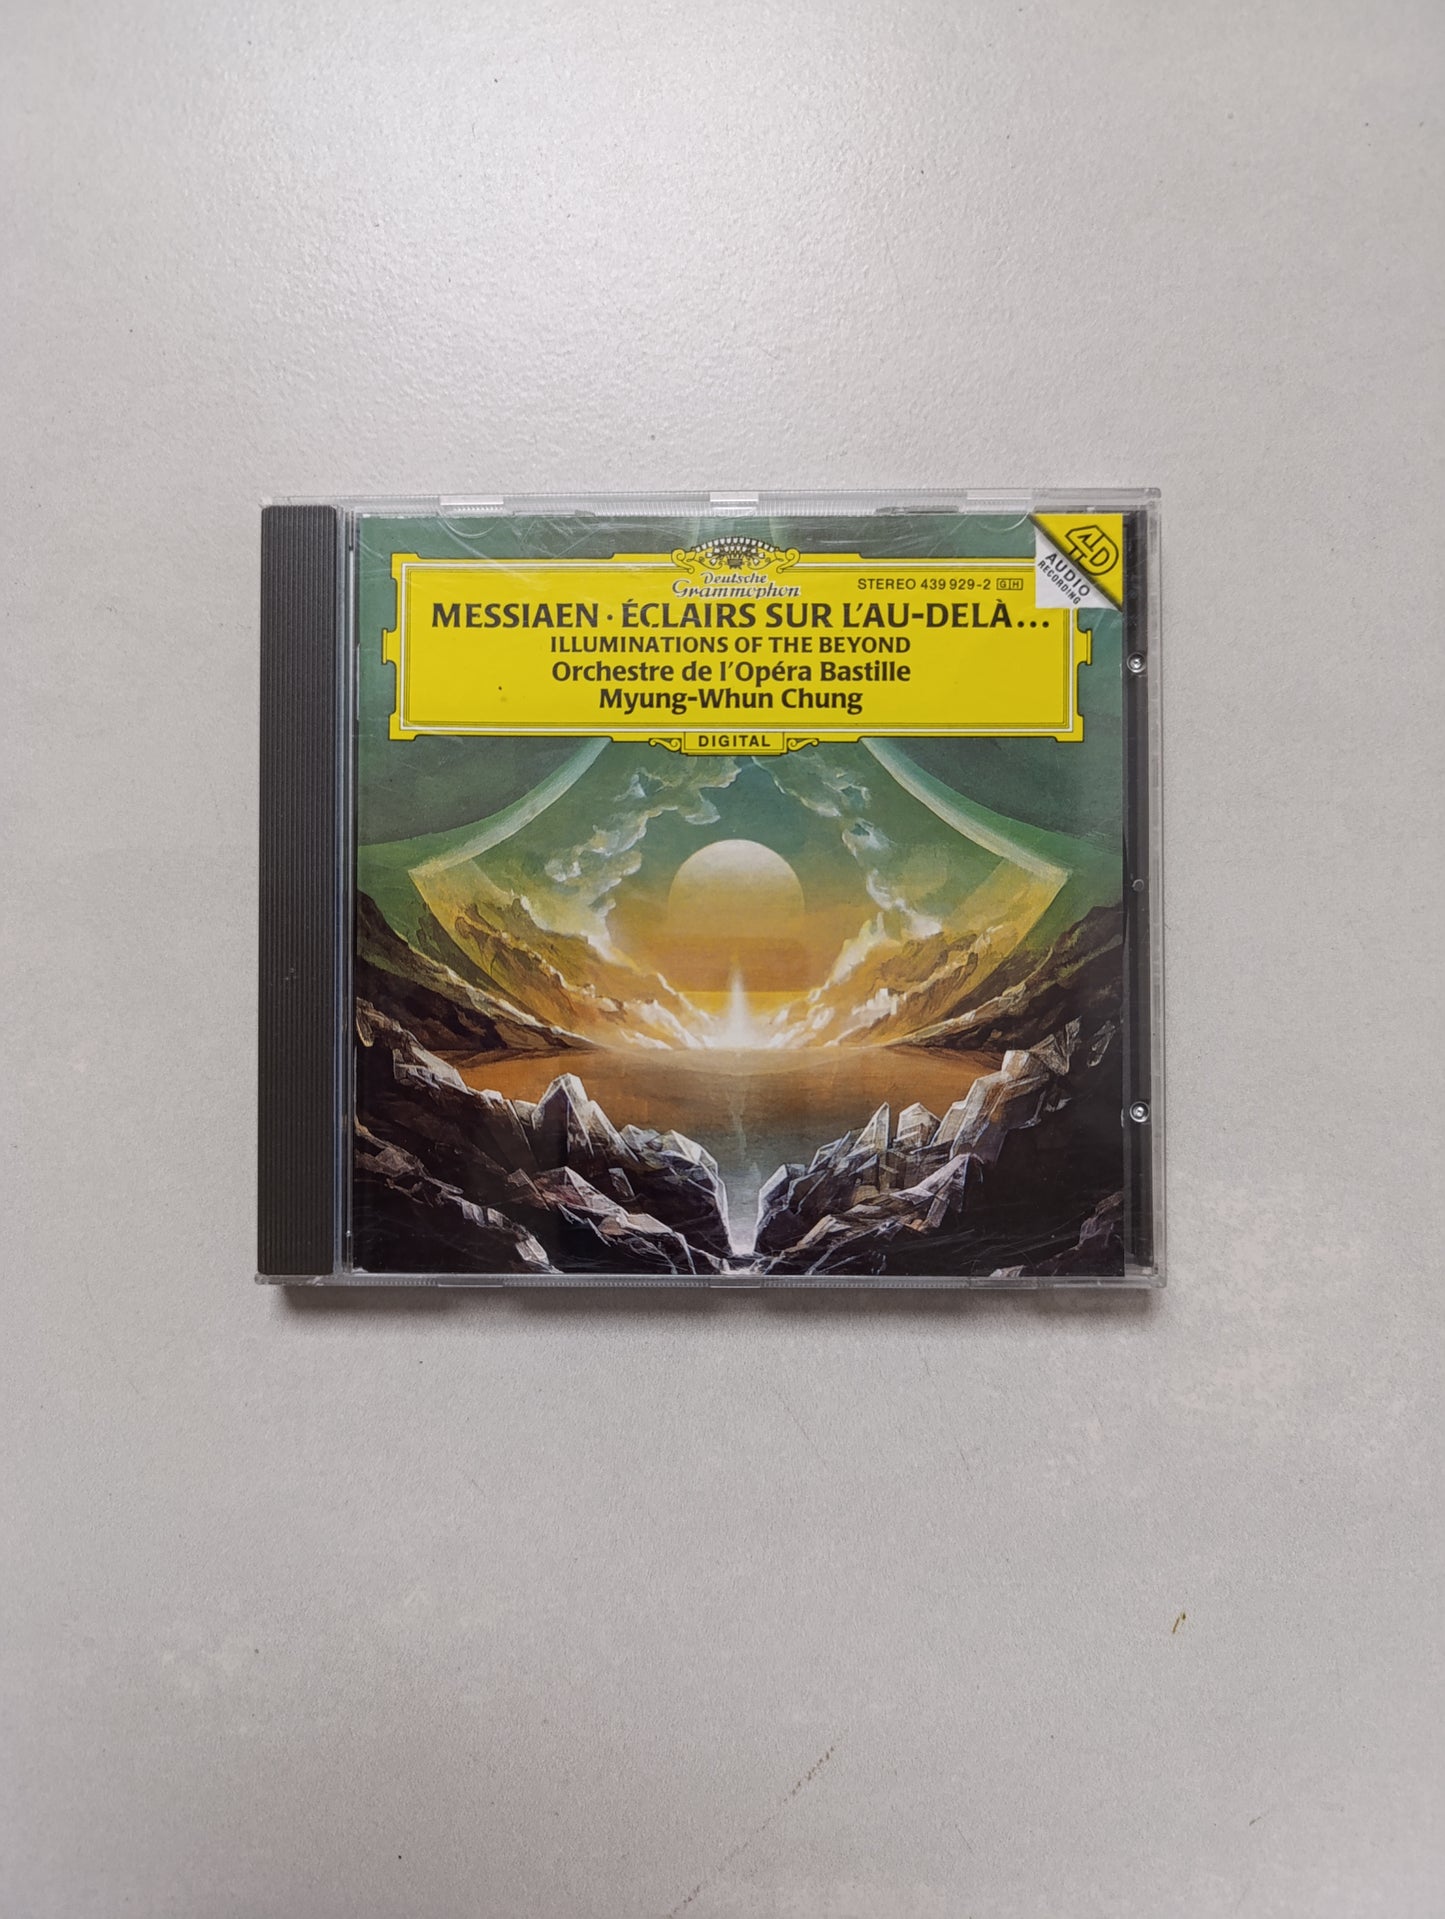 Deutsche
Grammophon
STEREO 439 929-2 GH
4D
AUDIO
RECORDING
MESSIAEN · ÉCLAIRS SUR L'AU-DELÀ...
ILLUMINATIONS OF THE BEYOND
Orchestre de l'Opéra Bastille
Myung-Whun Chung
DIGITAL